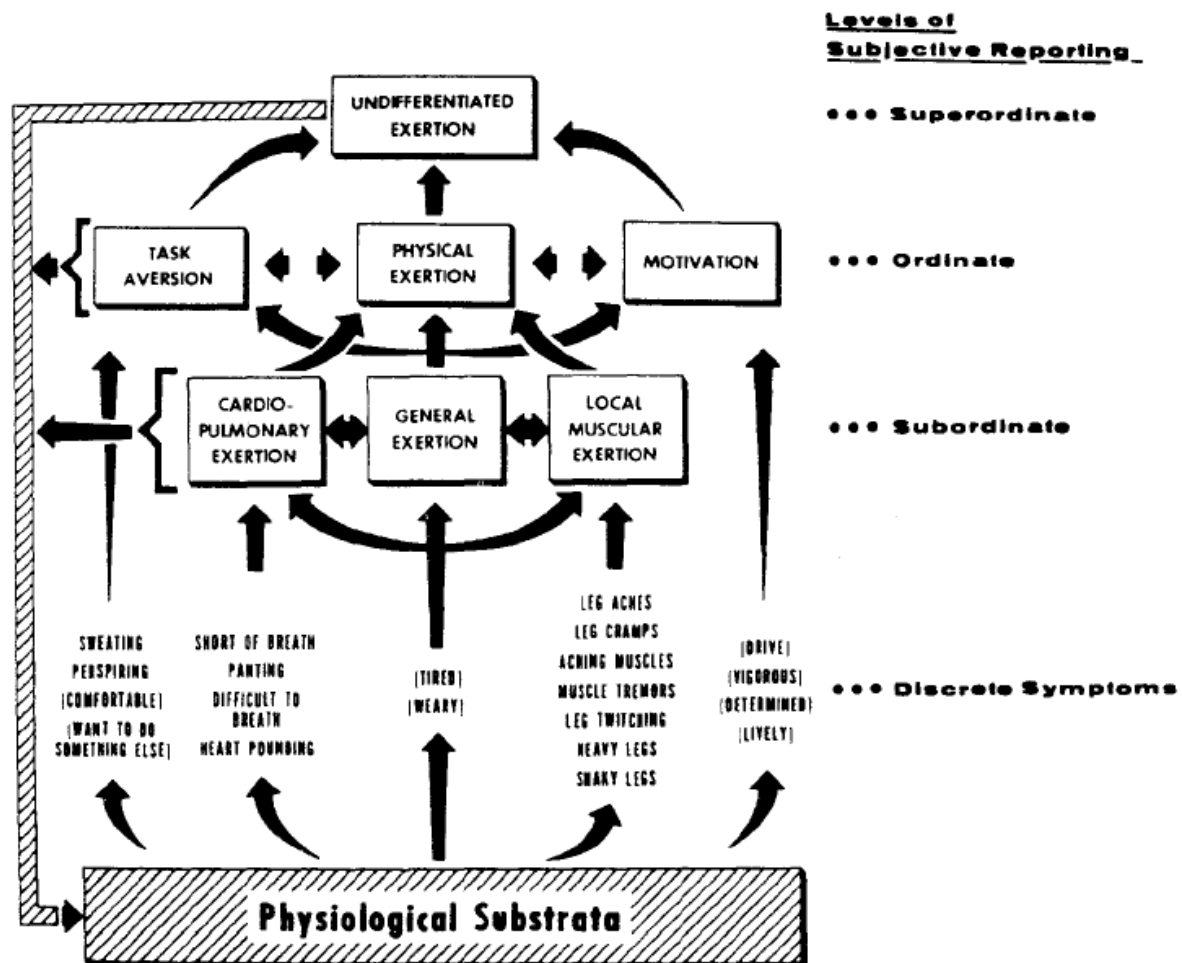 Levels of
Subjective Reporting
UNDIFFERENTIATED
EXERTION
••• Superordinate
TASK
AVERSION
PHYSICAL
EXERTION
MOTIVATION
••• Ordinate
CARDIO-
PULMONARY
EXERTION
GENERAL
EXERTION
LOCAL
MUSCULAR
EXERTION
••• Subordinate
SWEATING
PERSPIRING
(COMFORTABLE)
(WANT TO DO
SOMETHING ELSE)
SHORT OF BREATH
PANTING
DIFFICULT TO
BREATH
HEART POUNDING
(TIRED)
(WEARY)
LEG ACHES
LEG CRAMPS
ACHING MUSCLES
MUSCLE TREMORS
LEG TWITCHING
HEAVY LEGS
SHAKY LEGS
(DRIVE)
(VIGOROUS)
(DETERMINED)
(LIVELY)
••• Discrete Symptoms
Physiological Substrata